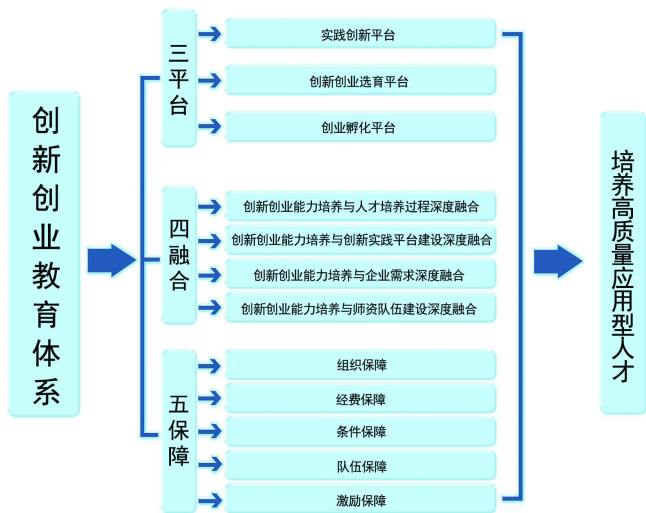 创新创业教育体系
三平台
实践创新平台
创新创业选育平台
创业孵化平台
四融合
创新创业能力培养与人才培养过程深度融合
创新创业能力培养与创新实践平台建设深度融合
创新创业能力培养与企业需求深度融合
创新创业能力培养与师资队伍建设深度融合
五保障
组织保障
经费保障
条件保障
队伍保障
激励保障
培养高质量应用型人才